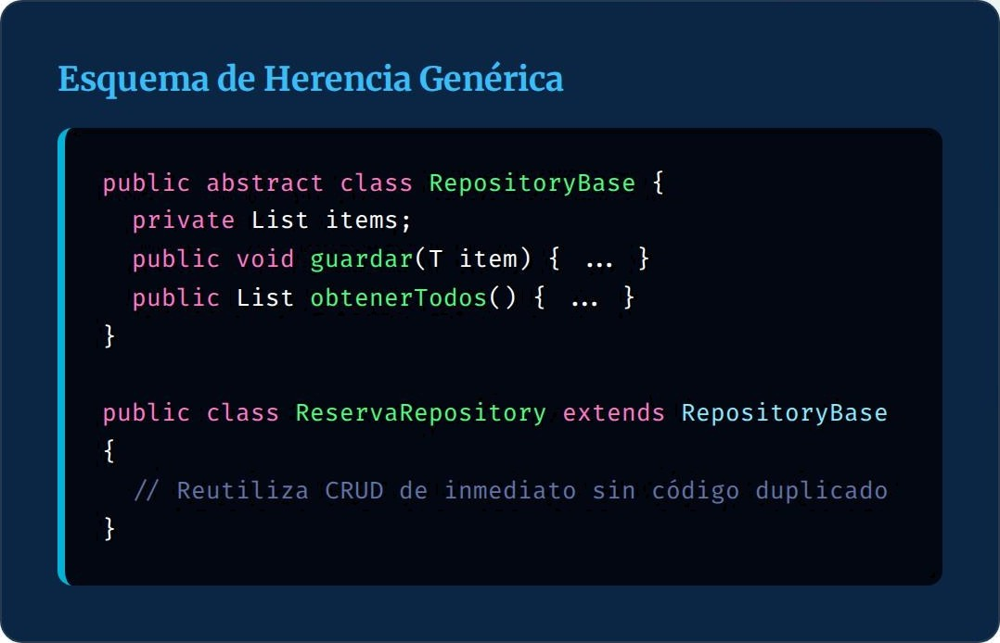 Esquema de Herencia Genérica
public abstract class RepositoryBase {
  private List items;
  public void guardar(T item) { ... }
  public List obtenerTodos() { ... }
}
public class ReservaRepository extends RepositoryBase
{
  // Reutiliza CRUD de inmediato sin código duplicado
}